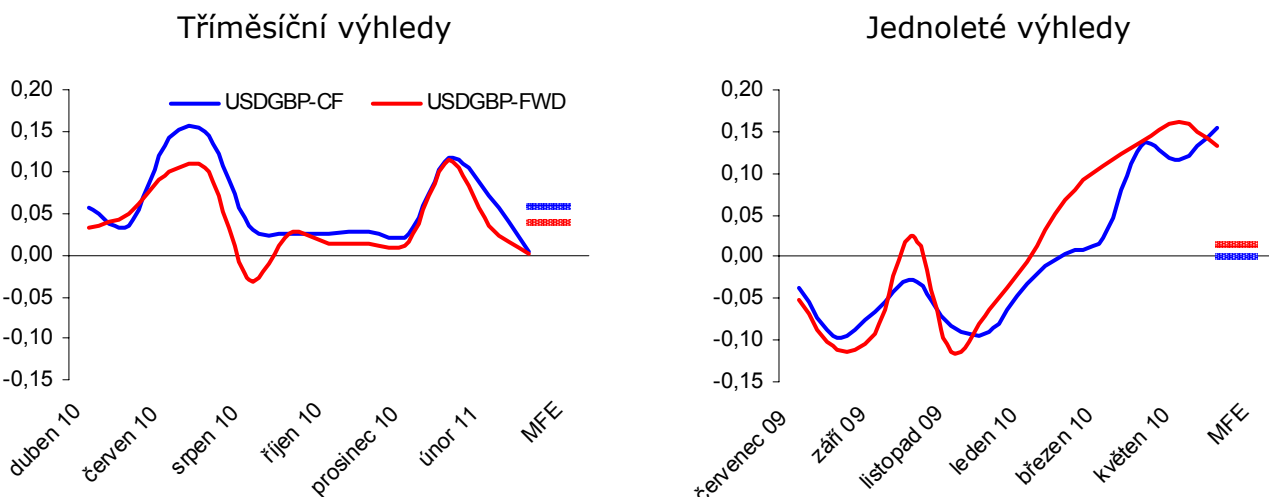 Tříměsíční výhledy
0,20
0,15
0,10
0,05
0,00
-0,05
-0,10
-0,15
USDGBP-CF
USDGBP-FWD
duben 10
červen 10
srpen 10
říjen 10
prosinec 10
únor 11
MFE
Jednoleté výhledy
0,20
0,15
0,10
0,05
0,00
-0,05
-0,10
-0,15
červenec 09
září 09
listopad 09
leden 10
březen 10
květen 10
MFE